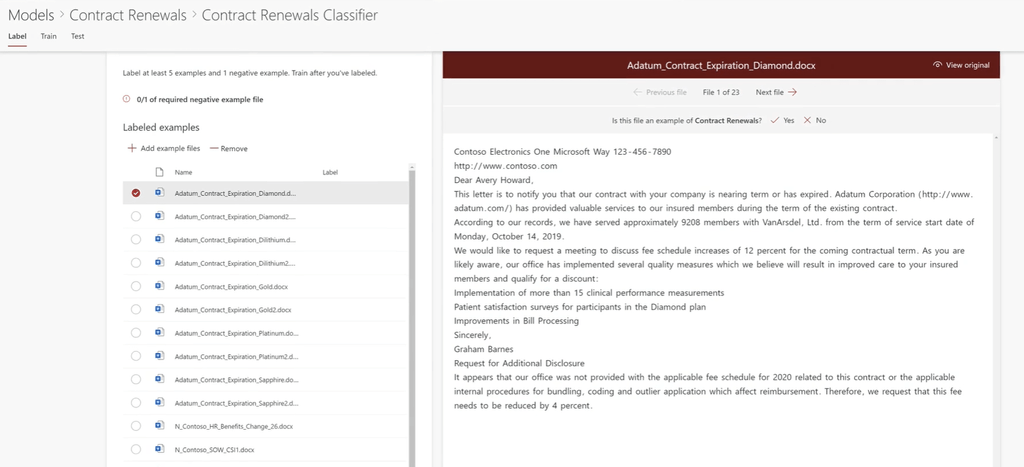 Models > Contract Renewals > Contract Renewals Classifier
Label Train Test
Label at least 5 examples and 1 negative example. Train after you've labeled.
0/1 of required negative example file
Labeled examples
Add example files Remove
Name Label
Adatum_Contract_Expiration_Diamond.d...
Adatum_Contract_Expiration_Diamond2....
Adatum_Contract_Expiration_Dilithium.d...
Adatum_Contract_Expiration_Dilithium2....
Adatum_Contract_Expiration_Gold.docx
Adatum_Contract_Expiration_Gold2.docx
Adatum_Contract_Expiration_Platinum.do...
Adatum_Contract_Expiration_Platinum2.d...
Adatum_Contract_Expiration_Sapphire.do...
Adatum_Contract_Expiration_Sapphire2.d...
N_Contoso_HR_Benefits_Change_26.docx
N_Contoso_SOW_CSI1.docx
Adatum_Contract_Expiration_Diamond.docx
View original
Previous file File 1 of 23 Next file
Is this file an example of Contract Renewals? Yes No
Contoso Electronics One Microsoft Way 123-456-7890
http://www.contoso.com
Dear Avery Howard,
This letter is to notify you that our contract with your company is nearing term or has expired. Adatum Corporation (http://www.
adatum.com/) has provided valuable services to our insured members during the term of the existing contract.
According to our records, we have served approximately 9208 members with VanArsdel, Ltd. from the term of service start date of
Monday, October 14, 2019.
We would like to request a meeting to discuss fee schedule increases of 12 percent for the coming contractual term. As you are
likely aware, our office has implemented several quality measures which we believe will result in improved care to your insured
members and qualify for a discount:
Implementation of more than 15 clinical performance measurements
Patient satisfaction surveys for participants in the Diamond plan
Improvements in Bill Processing
Sincerely,
Graham Barnes
Request for Additional Disclosure
It appears that our office was not provided with the applicable fee schedule for 2020 related to this contract or the applicable
internal procedures for bundling, coding and outlier application which affect reimbursement. Therefore, we request that this fee
needs to be reduced by 4 percent.